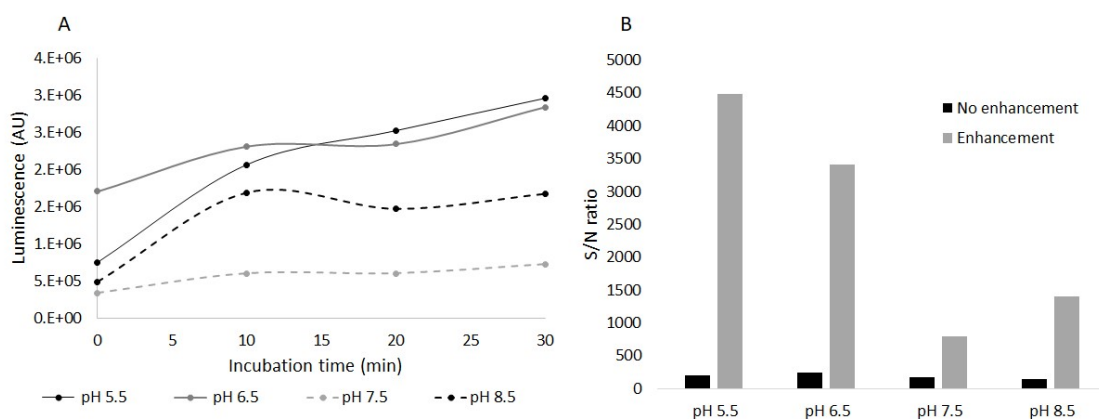 A
Luminescence (AU)
4.E+06
3.E+06
3.E+06
2.E+06
2.E+06
1.E+06
5.E+05
0.E+00
0 5 10 15 20 25 30
Incubation time (min)
pH 5.5 pH 6.5 pH 7.5 pH 8.5
B
S/N ratio
5000
4500
4000
3500
3000
2500
2000
1500
1000
500
0
No enhancement
Enhancement
pH 5.5 pH 6.5 pH 7.5 pH 8.5